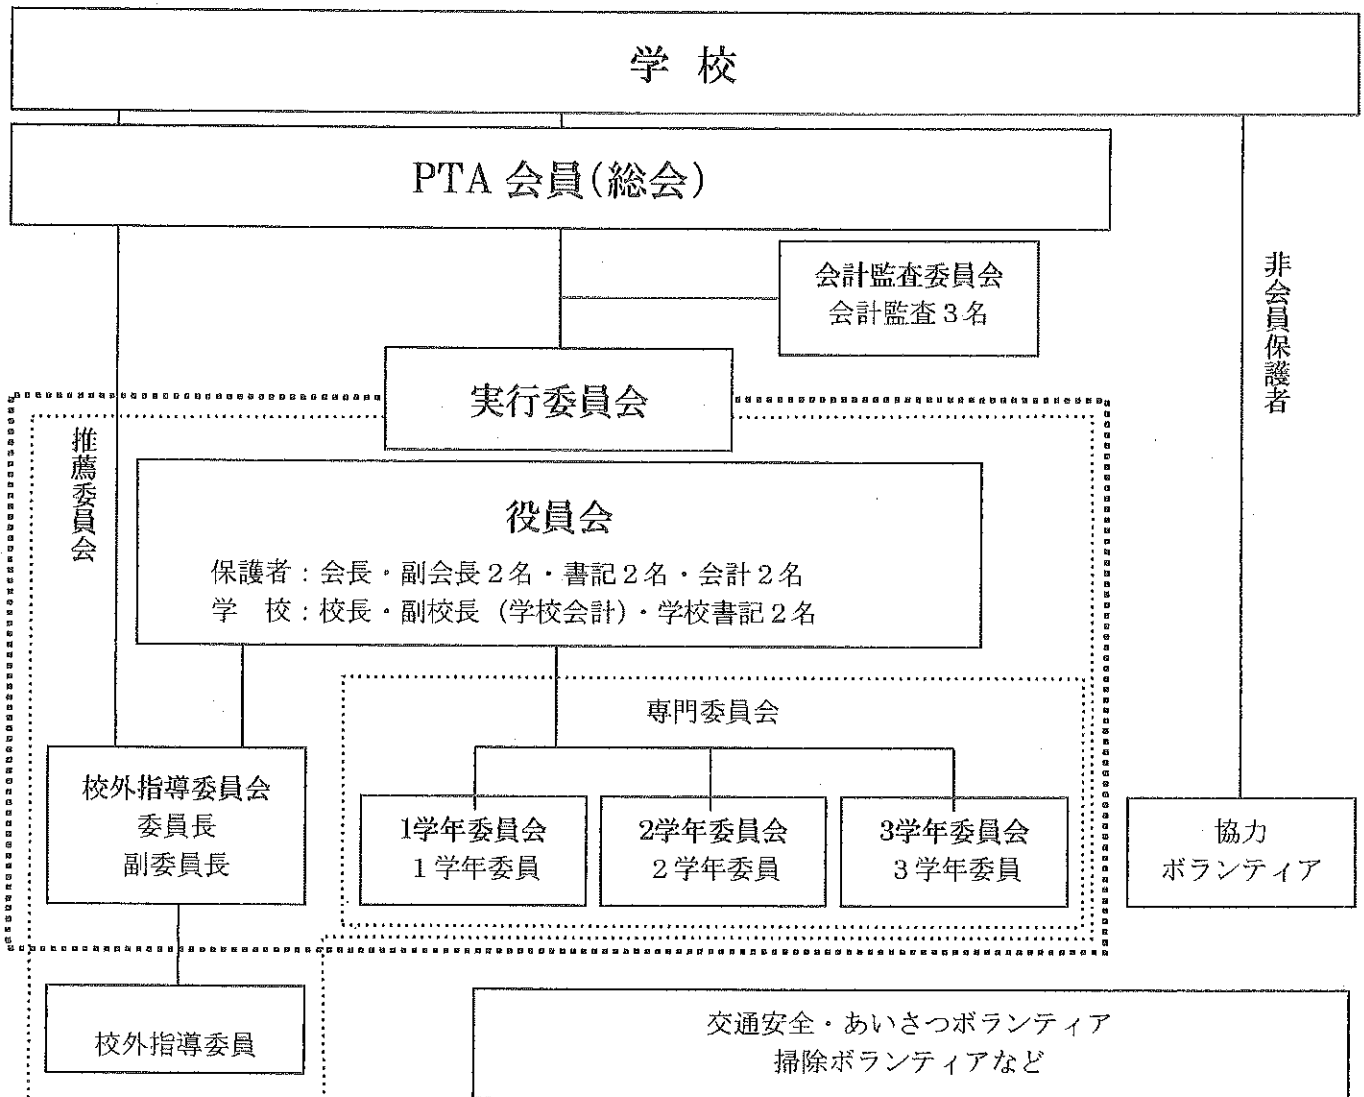 学 校
PTA 会員(総会)
会計監査委員会
会計監査3名
非会員保護者
実行委員会
推薦委員会
役員会
保護者：会長・副会長2名・書記2名・会計2名
学　校：校長・副校長（学校会計）・学校書記2名
専門委員会
校外指導委員会
委員長
副委員長
1学年委員会
1学年委員
2学年委員会
2学年委員
3学年委員会
3学年委員
協力
ボランティア
校外指導委員
交通安全・あいさつボランティア
掃除ボランティアなど